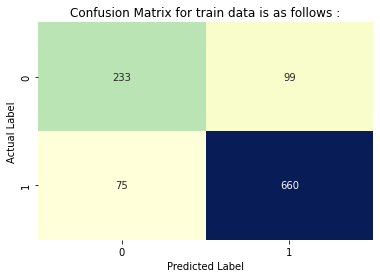 Confusion Matrix for train data is as follows :
Actual Label
0
233
99
1
75
660
0
1
Predicted Label